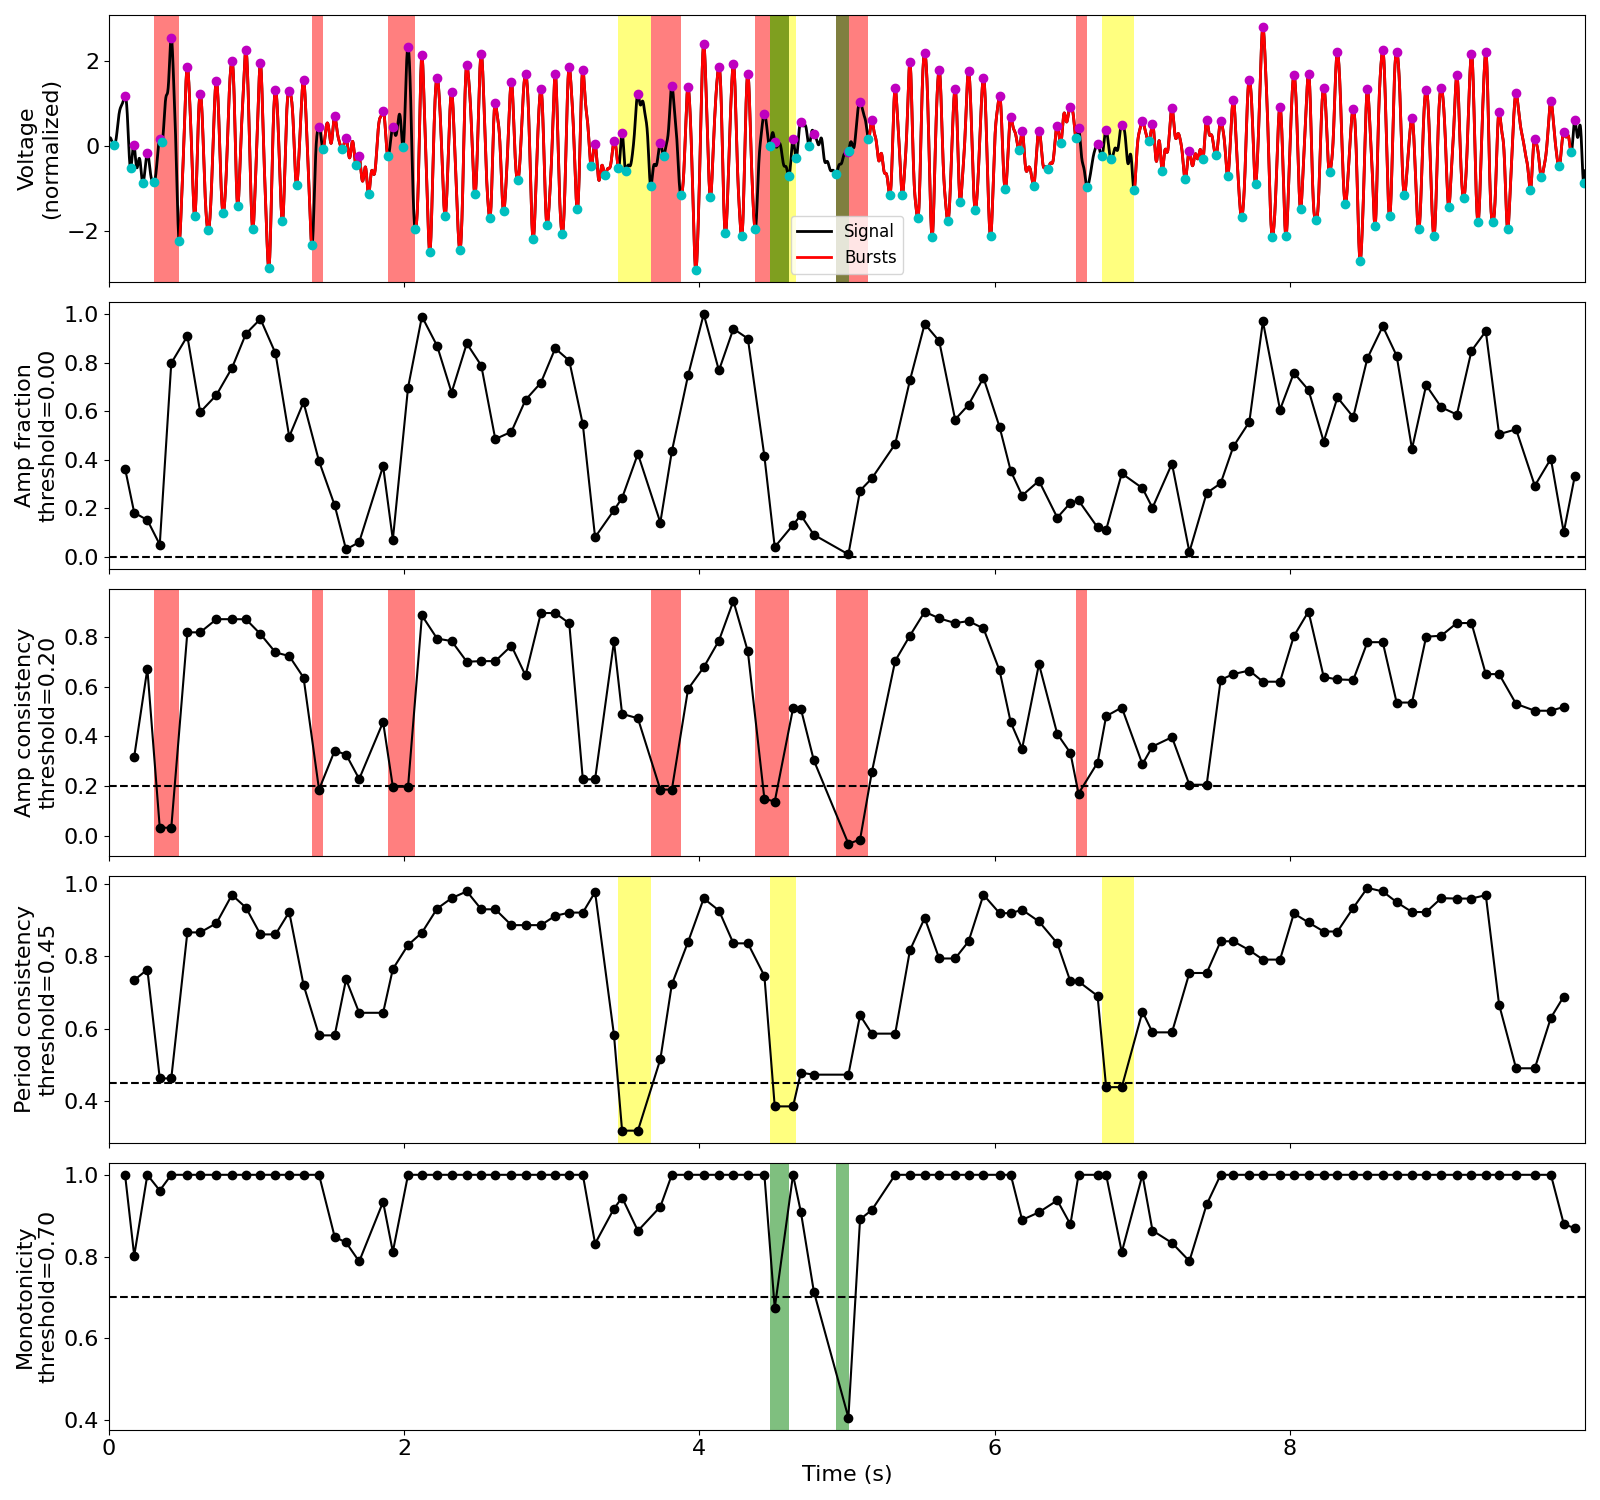 Voltage
(normalized)
2
0
−2
Signal
Bursts
Amp fraction
threshold=0.00
1.0
0.8
0.6
0.4
0.2
0.0
Amp consistency
threshold=0.20
0.8
0.6
0.4
0.2
0.0
Period consistency
threshold=0.45
1.0
0.8
0.6
0.4
Monotonicity
threshold=0.70
1.0
0.8
0.6
0.4
0
2
4
6
8
Time (s)